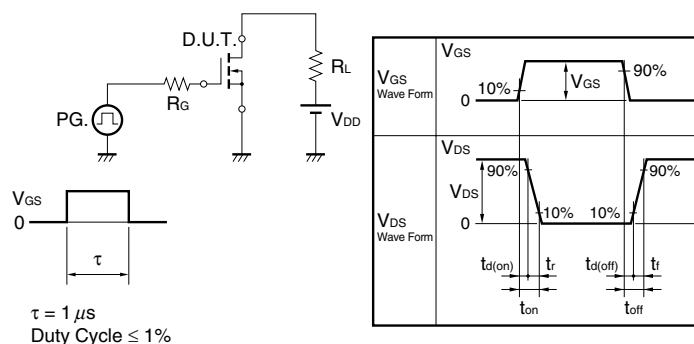 D.U.T.
RL
RG
PG.
VDD
VGS
0
τ
τ = 1 μs
Duty Cycle ≤ 1%
VGS
Wave Form
VGS
10%
VGS
90%
0
VDS
Wave Form
VDS
VDS
90%
90%
10%
10%
0
td(on)
tr
td(off)
tf
ton
toff